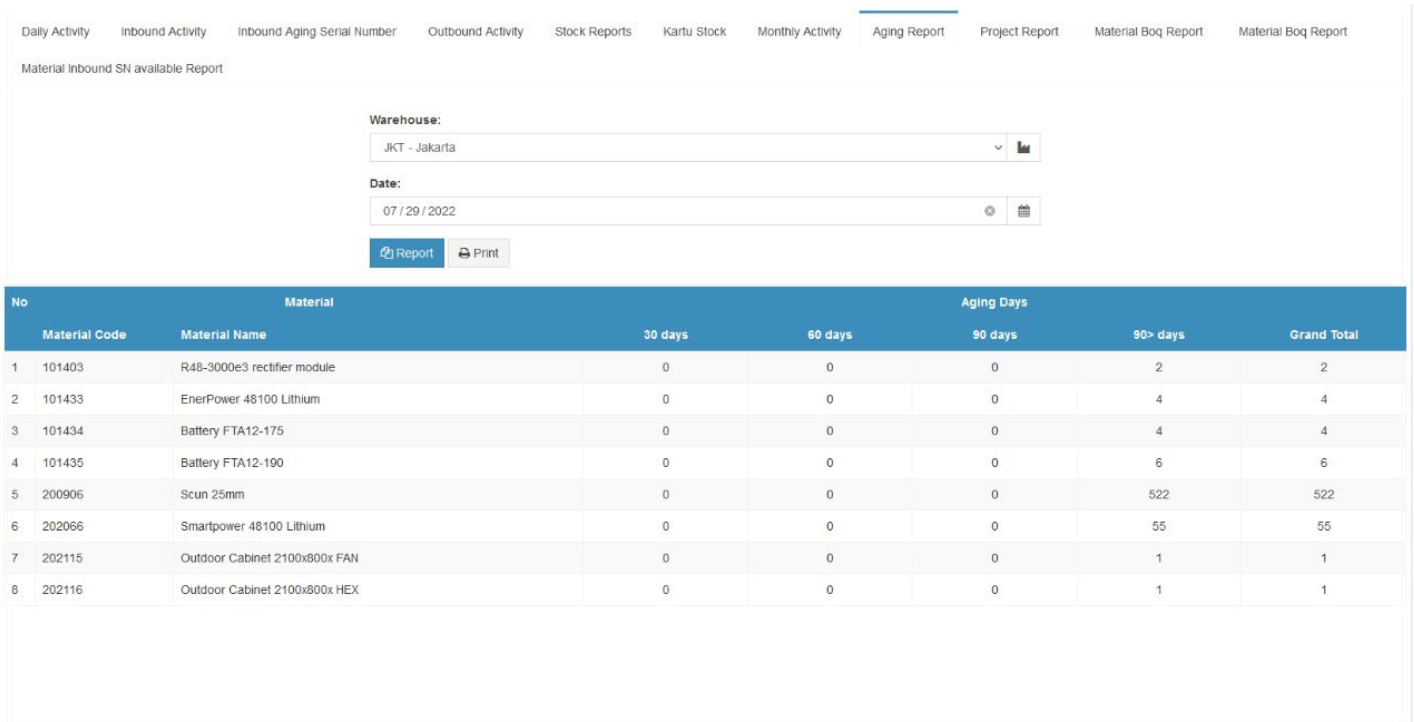 Daily Activity Inbound Activity Inbound Aging Serial Number Outbound Activity Stock Reports Kartu Stock Monthly Activity Aging Report Project Report Material Boq Report Material Boq Report
Material Inbound SN available Report
Warehouse:
JKT - Jakarta
Date:
07 / 29 / 2022
Report Print
No Material Aging Days
Material Code Material Name 30 days 60 days 90 days 90> days Grand Total
1 101403 R48-3000e3 rectifier module 0 0 0 2 2
2 101433 EnerPower 48100 Lithium 0 0 0 4 4
3 101434 Battery FTA12-175 0 0 0 4 4
4 101435 Battery FTA12-190 0 0 0 6 6
5 200906 Scun 25mm 0 0 0 522 522
6 202066 Smartpower 48100 Lithium 0 0 0 55 55
7 202115 Outdoor Cabinet 2100x800x FAN 0 0 0 1 1
8 202116 Outdoor Cabinet 2100x800x HEX 0 0 0 1 1